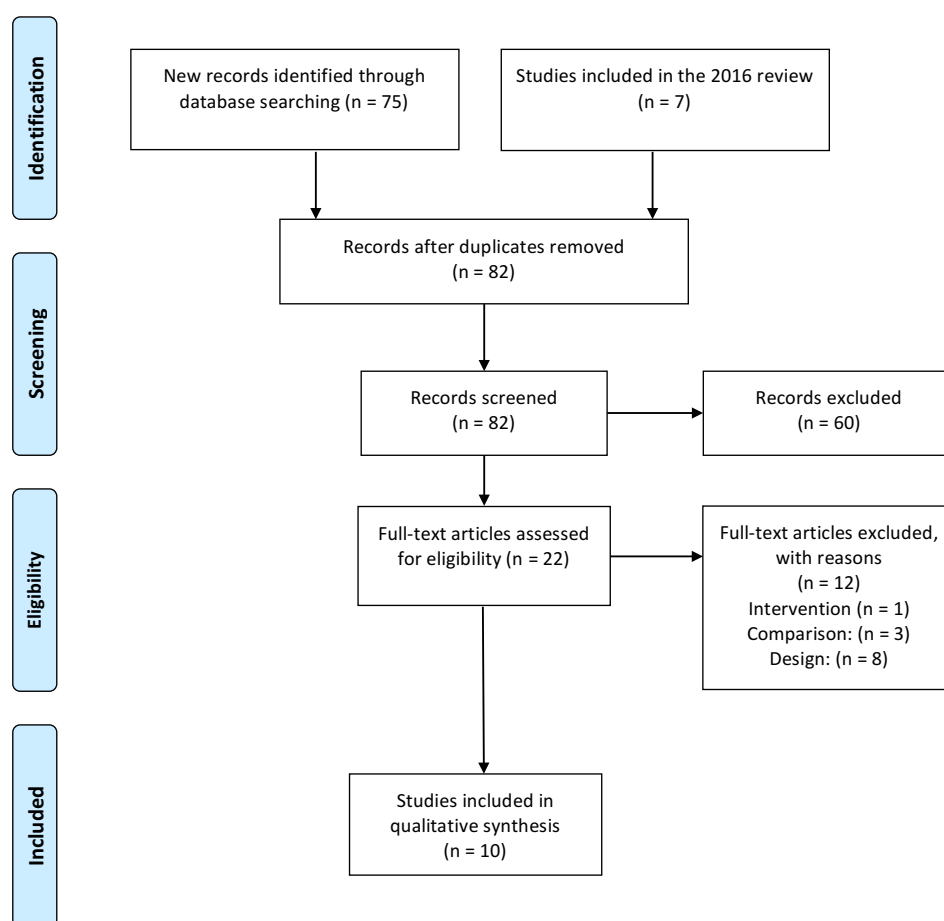 Identification
New records identified through
database searching (n = 75)
Studies included in the 2016 review
(n = 7)
Records after duplicates removed
(n = 82)
Screening
Records screened
(n = 82)
Records excluded
(n = 60)
Eligibility
Full-text articles assessed
for eligibility (n = 22)
Full-text articles excluded,
with reasons
(n = 12)
Intervention (n = 1)
Comparison: (n = 3)
Design: (n = 8)
Included
Studies included in
qualitative synthesis
(n = 10)